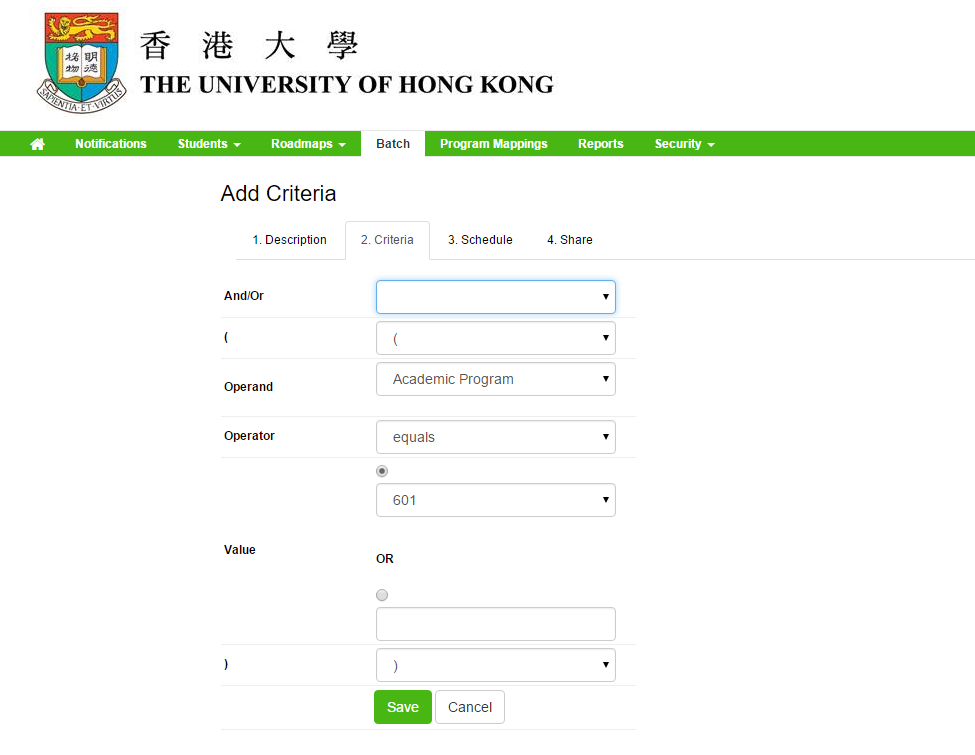 明德
格物
SAPIENTIA·ET·VIRTUS
香港大學
THE UNIVERSITY OF HONG KONG
Notifications Students Roadmaps Batch Program Mappings Reports Security
Add Criteria
1. Description 2. Criteria 3. Schedule 4. Share
And/Or
( (
Operand Academic Program
Operator equals
601
Value
OR
) )
Save Cancel